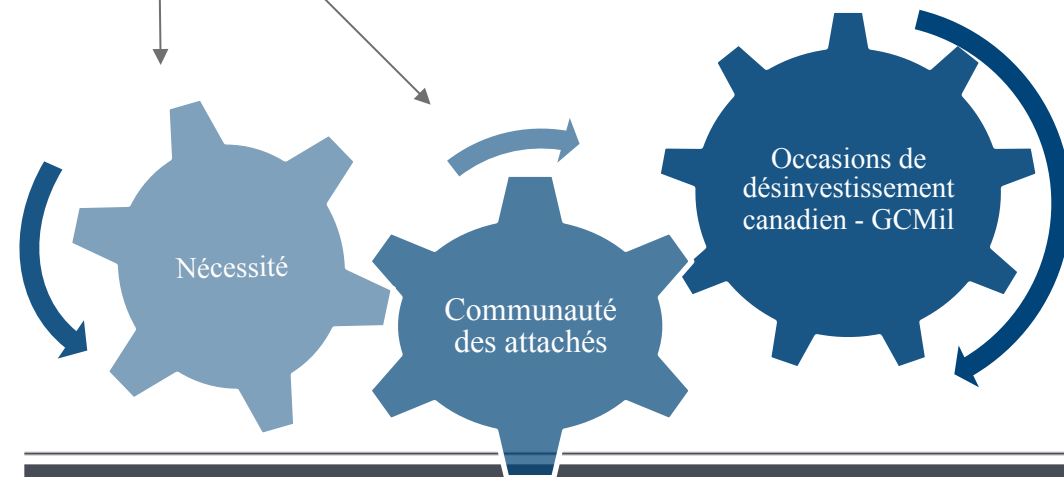 Nécessité
Communauté
des attachés
Occasions de
désinvestissement
canadien - GCMil